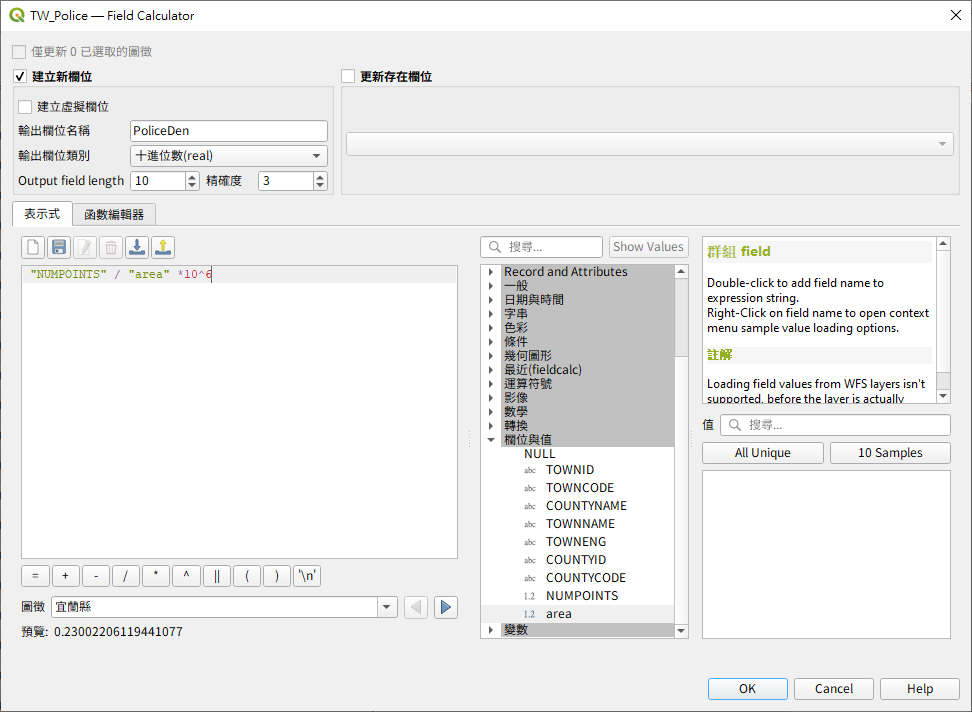 TW_Police — Field Calculator
僅更新 0 已選取的圖徵
建立新欄位
更新存在欄位
建立虛擬欄位
輸出欄位名稱 PoliceDen
輸出欄位類別 十進位數(real)
Output field length 10 精確度 3
表示式 函數編輯器
搜尋... Show Values
"NUMPOINTS" / "area" *10^6
Record and Attributes
一般
日期與時間
字串
色彩
條件
幾何圖形
最近(fieldcalc)
運算符號
影像
數學
轉換
欄位與值
NULL
abc TOWNID
abc TOWNCODE
abc COUNTYNAME
abc TOWNNAME
abc TOWNENG
abc COUNTYID
abc COUNTYCODE
1.2 NUMPOINTS
1.2 area
變數
群組 field
Double-click to add field name to
expression string.
Right-Click on field name to open context
menu sample value loading options.
註解
Loading field values from WFS layers isn't
supported, before the layer is actually
值 搜尋...
All Unique 10 Samples
= + - / * ^ || ( ) '\n'
圖徵 宜蘭縣
預覽: 0.23002206119441077
OK Cancel Help